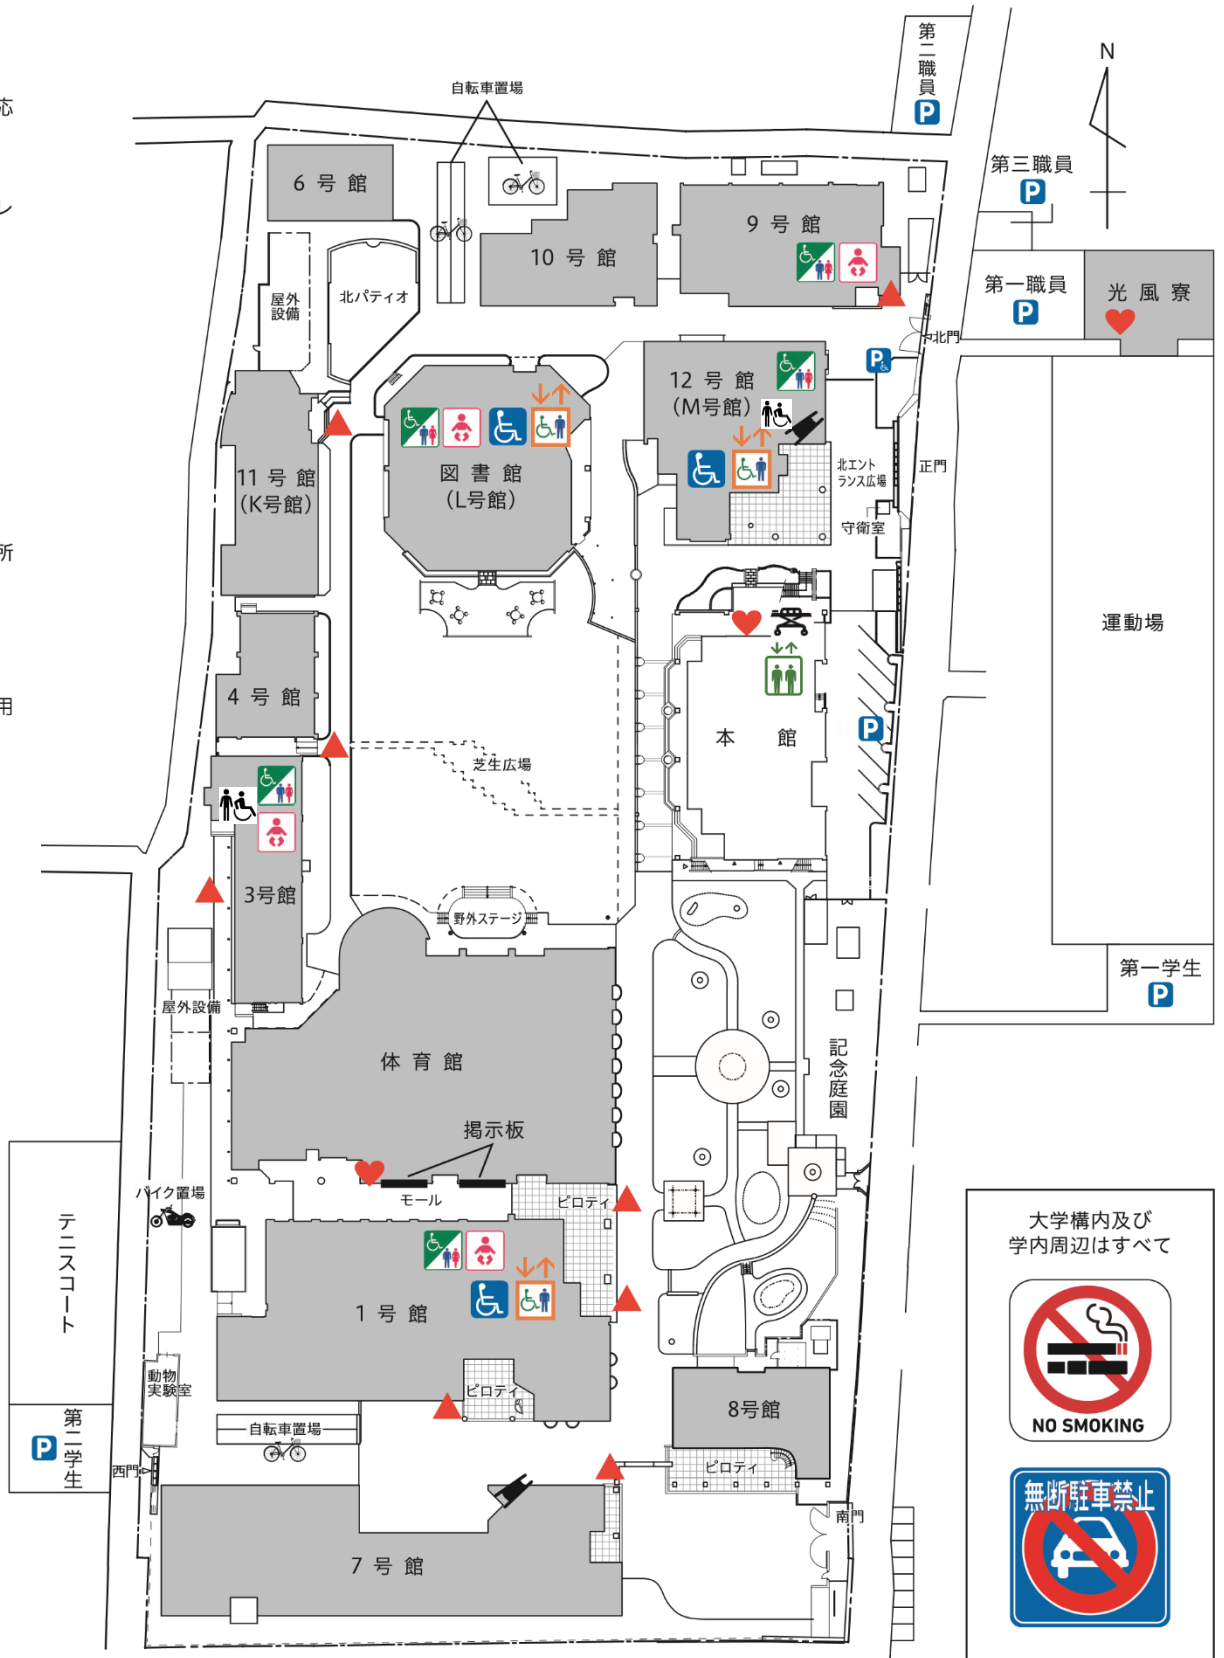 第二職員
P
N
応
自転車置場
第三職員
P
6 号 館
9 号 館
レ
10 号 館
第一職員
P
光 風 寮
屋外
設備
北パティオ
北門
P
12 号 館
(M号館)
11 号 館
(K号館)
図 書 館
(L号館)
北エント
ランス広場
正門
守衛室
所
運動場
4 号 館
用
本 館
P
芝生広場
3号館
野外ステージ
第一学生
P
屋外設備
体 育 館
記念庭園
掲示板
バイク置場
モール
ピロティ
テニスコート
大学構内及び
学内周辺はすべて
1 号 館
動物
実験室
ピロティ
8号館
NO SMOKING
自転車置場
第二学生
P
西門
ピロティ
無断駐車禁止
南門
7 号 館